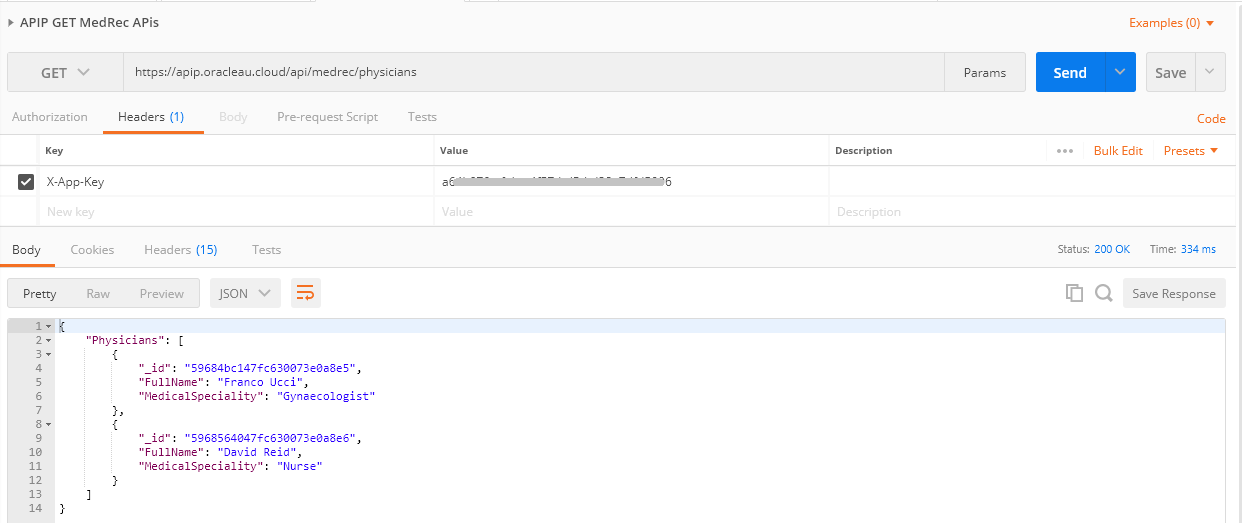 APIP GET MedRec APis
Examples (0)
GET https://apip.oracleau.cloud/api/medrec/physicians Params Send Save
Authorization Headers (1) Body Pre-request Script Tests Code
Key Value Description ••• Bulk Edit Presets
X-App-Key
New key Value Description
Body Cookies Headers (15) Tests Status: 200 OK Time: 334 ms
Pretty Raw Preview JSON Save Response
1 {
2 "Physicians": [
3 {
4 "_id": "59684bc147fc630073e0a8e5",
5 "FullName": "Franco Ucci",
6 "MedicalSpeciality": "Gynaecologist"
7 },
8 {
9 "_id": "5968564047fc630073e0a8e6",
10 "FullName": "David Reid",
11 "MedicalSpeciality": "Nurse"
12 }
13 ]
14 }